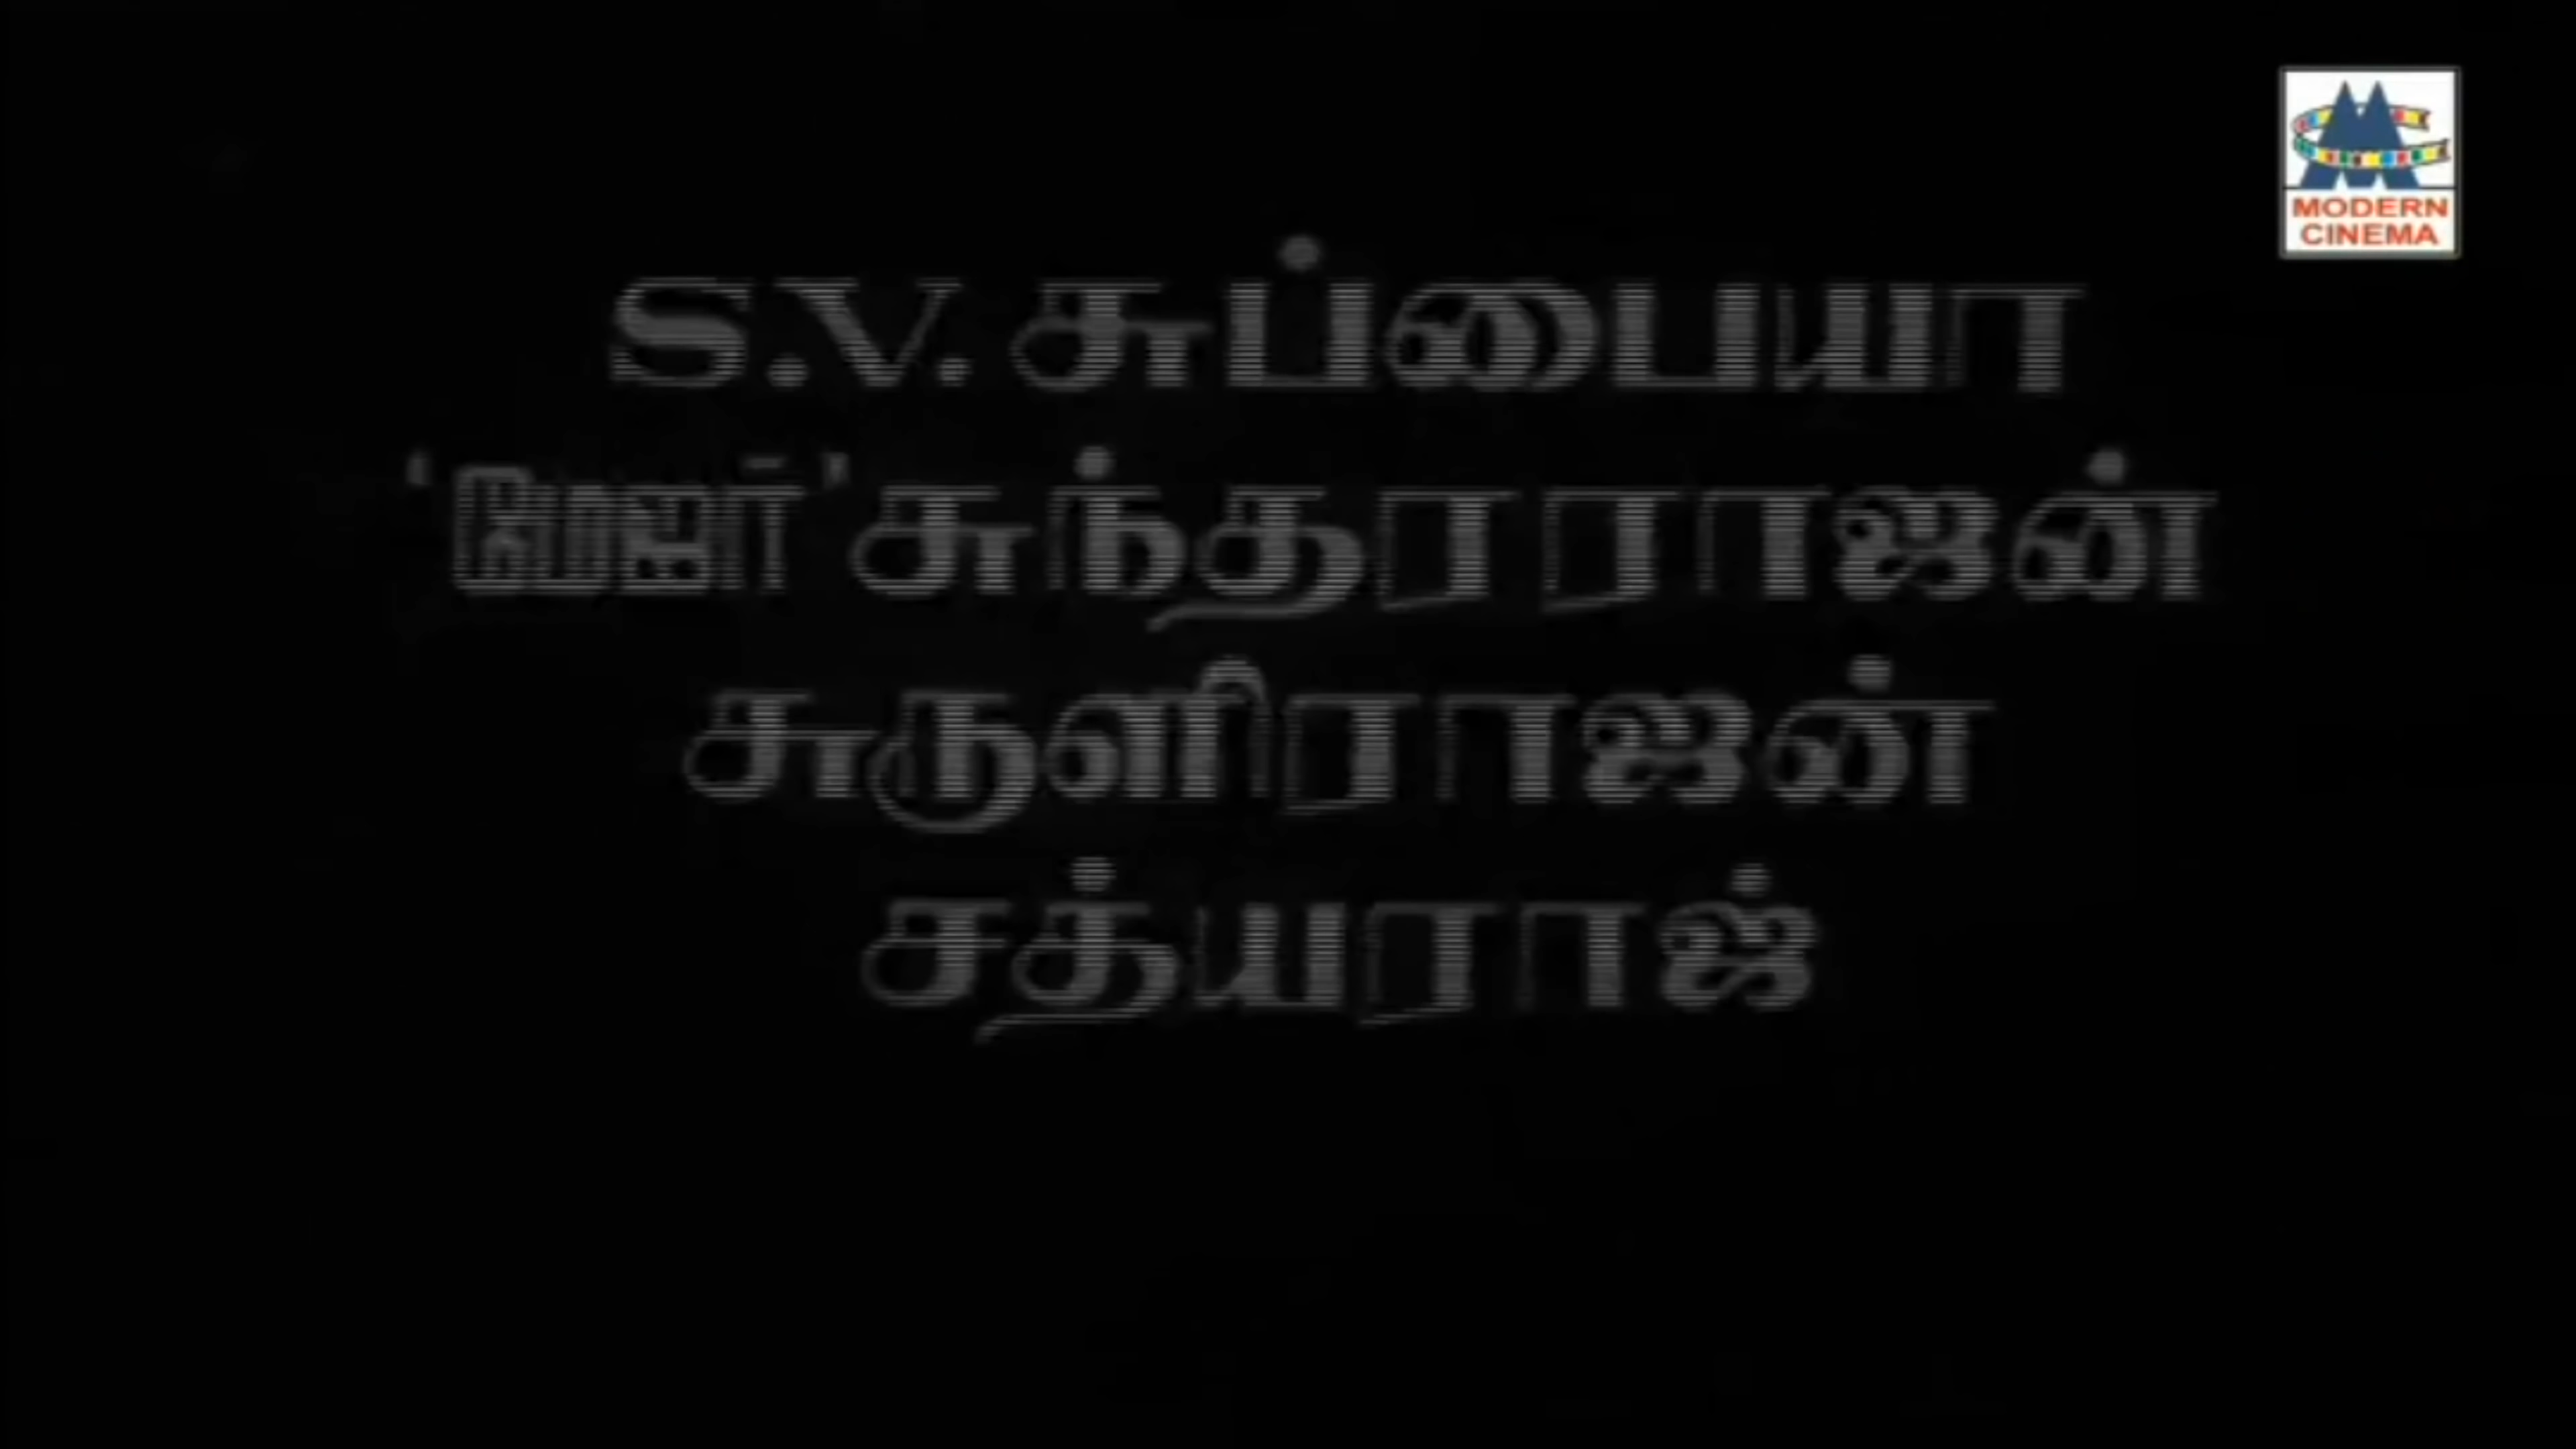 S.V. சுப்பையா
'மேஜர்' சுந்தரராஜன்
சுருளிராஜன்
சத்யராஜ்
MODERN
CINEMA